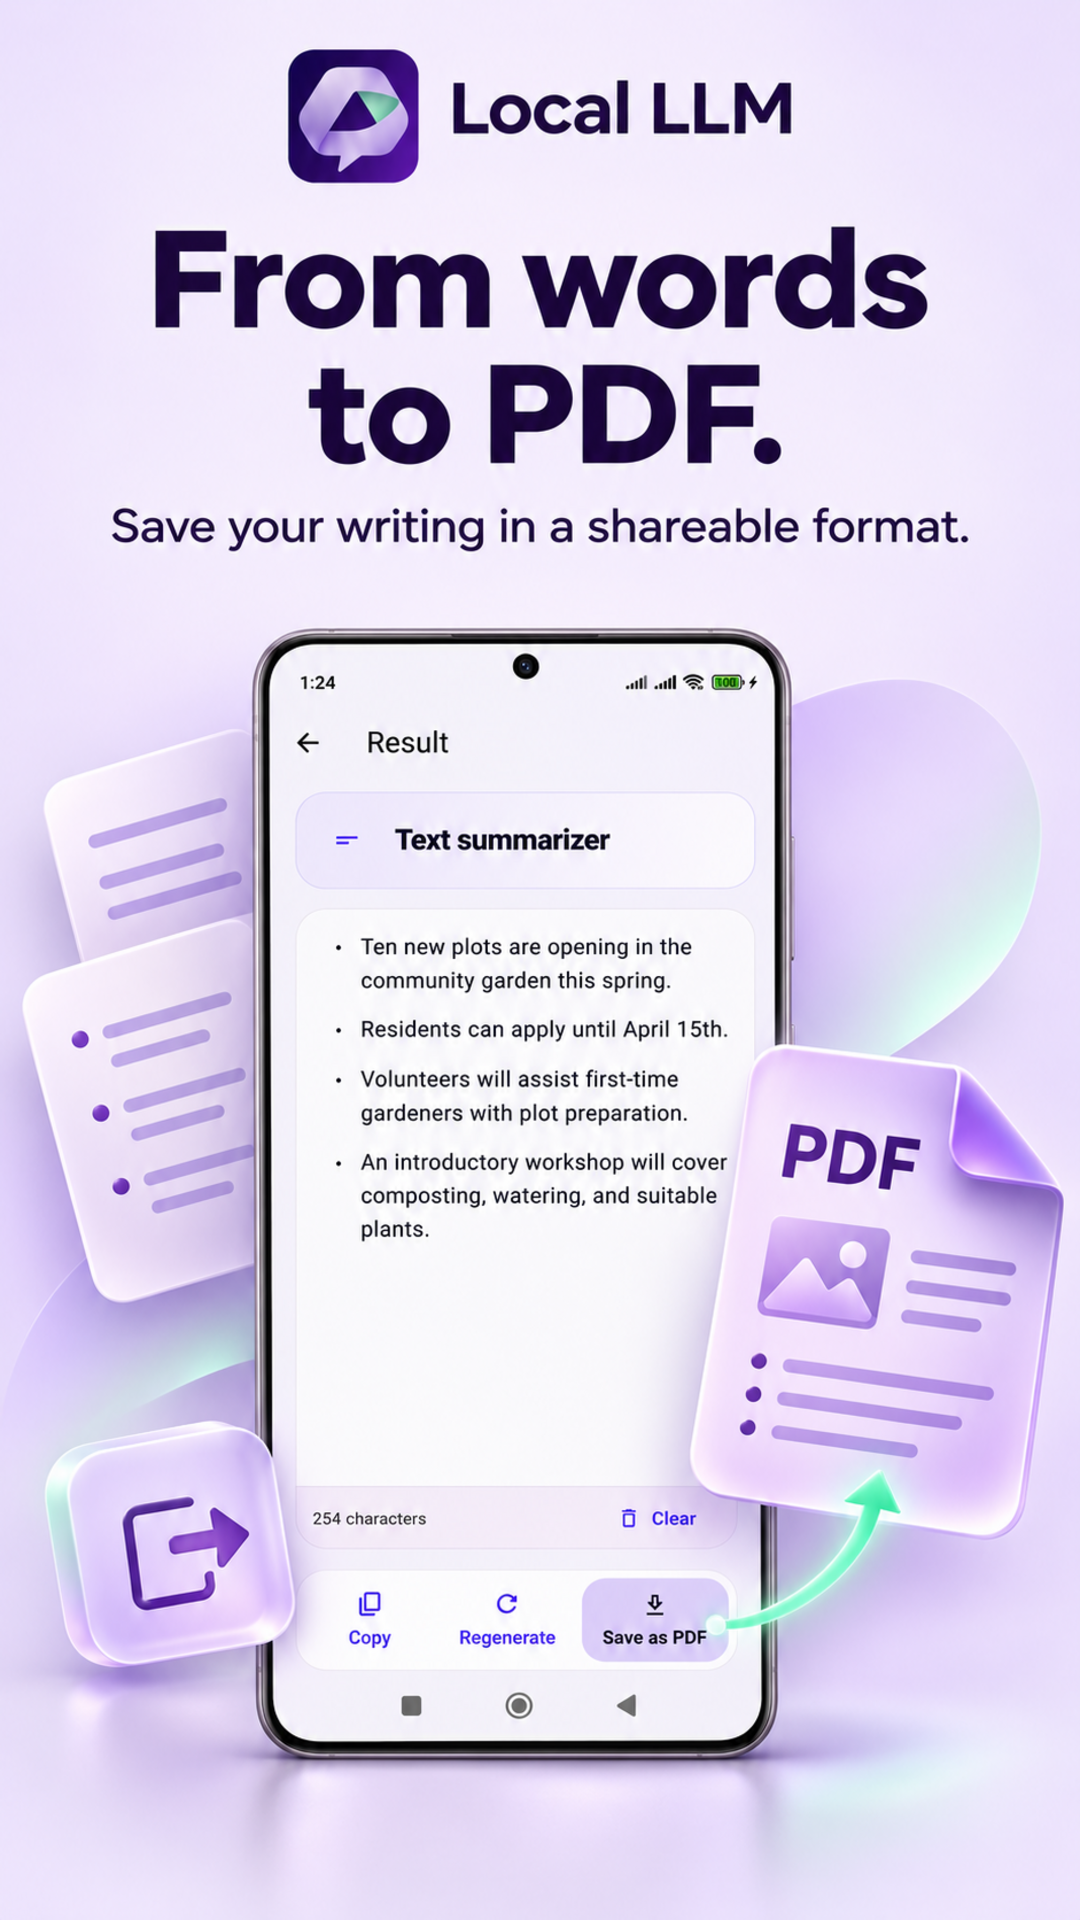 Local LLM
From words
to PDF.
Save your writing in a shareable format.
1:24
100
Result
Text summarizer
• Ten new plots are opening in the
community garden this spring.
• Residents can apply until April 15th.
• Volunteers will assist first-time
gardeners with plot preparation.
• An introductory workshop will cover
composting, watering, and suitable
plants.
PDF
254 characters
Clear
Copy
Regenerate
Save as PDF